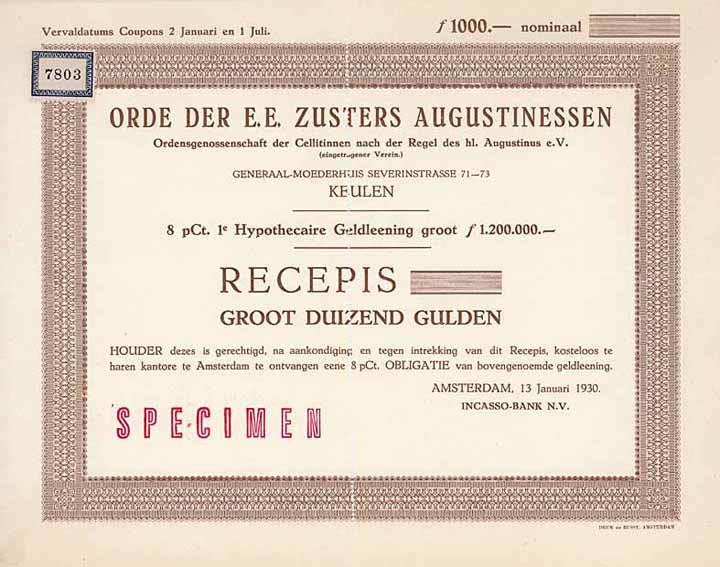 Vervaldatums Coupons 2 Januari en 1 Juli.
ƒ 1000.— nominaal
7803
ORDE DER E.E. ZUSTERS AUGUSTINESSEN
Ordensgenossenschaft der Cellitinnen nach der Regel des hl. Augustinus e.V.
(eingetragener Verein.)
GENERAAL-MOEDERHUIS SEVERINSTRASSE 71—73
KEULEN
8 pCt. 1e Hypothecaire Geldleening groot ƒ 1.200.000.—
RECEPIS
GROOT DUIZEND GULDEN
HOUDER dezes is gerechtigd, na aankondiging en tegen intrekking van dit Recepis, kosteloos te
haren kantore te Amsterdam te ontvangen eene 8 pCt. OBLIGATIE van bovengenoemde geldleening.
AMSTERDAM, 13 Januari 1930.
INCASSO-BANK N.V.
SPECIMEN
DRUK DE BUSSY, AMSTERDAM